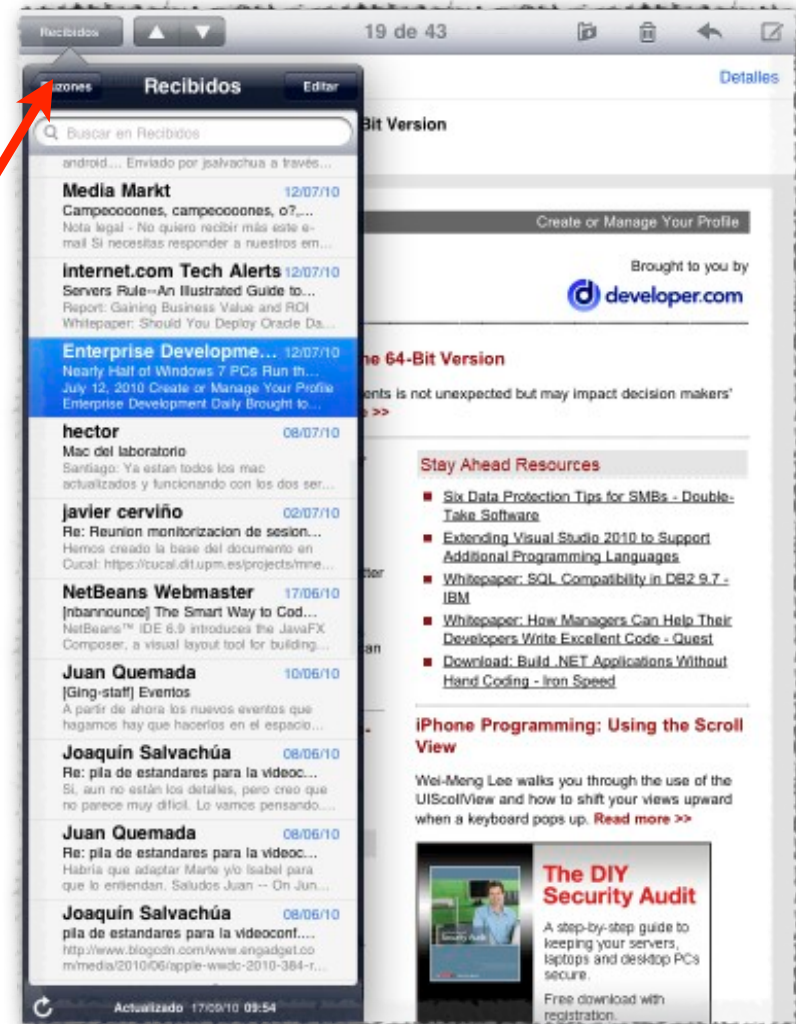 Recibidos
19 de 43
Buzones
Recibidos
Editar
Detalles
Buscar en Recibidos
Bit Version
android.... Enviado por jsalvachua a través...
Media Markt 12/07/10
Campeocoones, campeocoones, o?,...
Nota legal - No quiero recibir más este e-
mail Si necesitas responder a nuestros em...
internet.com Tech Alerts 12/07/10
Servers Rule--An Illustrated Guide to...
Report: Gaining Business Value and ROI
Whitepaper: Should You Deploy Oracle Da...
Enterprise Developme... 12/07/10
Nearly Half of Windows 7 PCs Run th...
July 12, 2010 Create or Manage Your Profile
Enterprise Development Daily Brought to...
hector 08/07/10
Mac del laboratorio
Santiago: Ya estan todos los mac
actualizados y funcionando con los dos ser...
javier cerviño 02/07/10
Re: Reunion monitorizacion de sesion...
Hemos creado la base del documento en
Cucal: https://cucal.dit.upm.es/projects/mne...
NetBeans Webmaster 17/06/10
[nbannounce] The Smart Way to Cod...
NetBeans™ IDE 6.9 introduces the JavaFX
Composer, a visual layout tool for building...
Juan Quemada 10/06/10
[Ging-staff] Eventos
A partir de ahora los nuevos eventos que
hagamos hay que hacerlos en el espacio...
Joaquín Salvachúa 08/06/10
Re: pila de estandares para la videoc...
Si, aun no están los detalles, pero creo que
no parece muy dificil. Lo vamos pensando....
Juan Quemada 08/06/10
Re: pila de estandares para la videoc...
Habria que adaptar Marte y/o Isabel para
que lo entiendan. Saludos Juan -- On Jun...
Joaquín Salvachúa 08/06/10
pila de estandares para la videoconf....
http://www.blogcdn.com/www.engadget.co
m/media/2010/06/apple-wwdc-2010-384-r...
Actualizado 17/09/10 09:54
Create or Manage Your Profile
Brought to you by
developer.com
ne 64-Bit Version
ents is not unexpected but may impact decision makers'
>>
tter
an
Stay Ahead Resources
Six Data Protection Tips for SMBs - Double-
Take Software
Extending Visual Studio 2010 to Support
Additional Programming Languages
Whitepaper: SQL Compatibility in DB2 9.7 -
IBM
Whitepaper: How Managers Can Help Their
Developers Write Excellent Code - Quest
Download: Build .NET Applications Without
Hand Coding - Iron Speed
iPhone Programming: Using the Scroll
View
Wei-Meng Lee walks you through the use of the
UIScollView and how to shift your views upward
when a keyboard pops up. Read more >>
Security Audit
The DIY
Security Audit
A step-by-step guide to
keeping your servers,
laptops and desktop PCs
secure.
Free download with
registration.